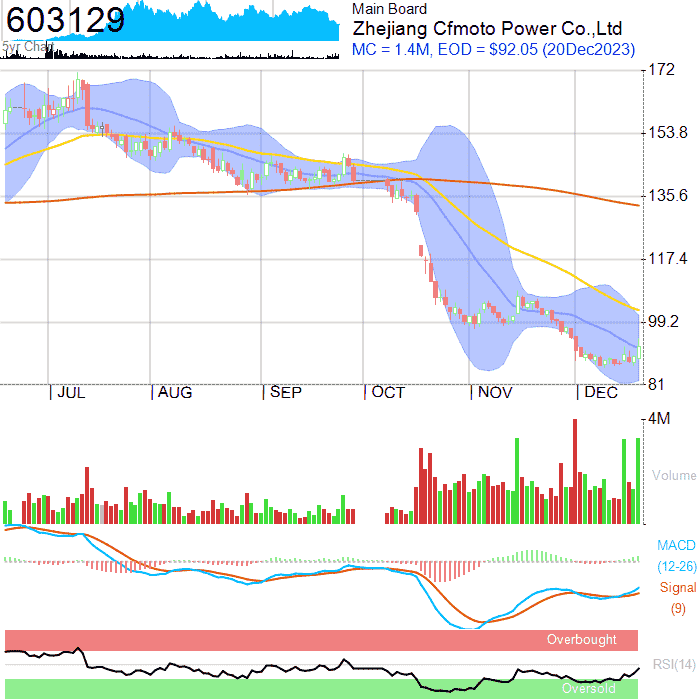 603129
5yr Chart
Main Board
Zhejiang Cfmoto Power Co.,Ltd
MC = 1.4M, EOD = $92.05 (20Dec2023)
172
153.8
135.6
117.4
99.2
81
JUL AUG SEP OCT NOV DEC
4M
Volume
MACD
(12-26)
Signal
(9)
Overbought
RSI(14)
Oversold